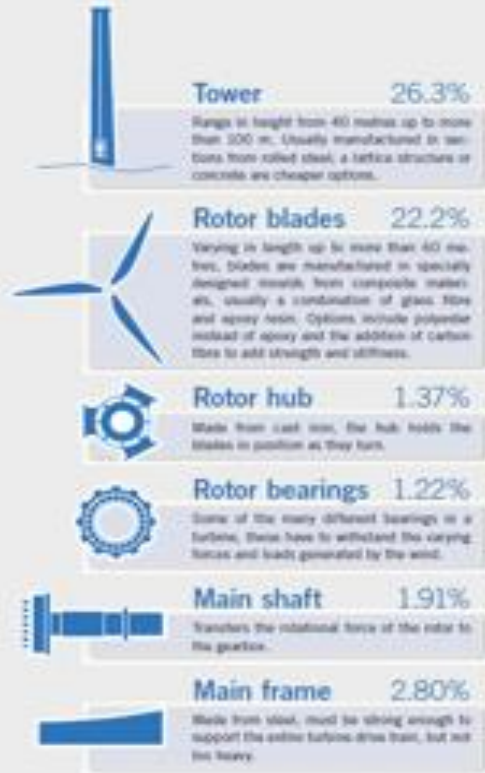 Tower 26.3%
Range in height from 40 metres up to more
than 100 m. Usually manufactured in sec-
tions from rolled steel; a lattice structure or
concrete are cheaper options.
Rotor blades 22.2%
Varying in length up to more than 60 me-
tres, blades are manufactured in specially
designed moulds from composite materi-
als, usually a combination of glass fibre
and epoxy resin. Options include polyester
instead of epoxy and the addition of carbon
fibre to add strength and stiffness.
Rotor hub 1.37%
Made from cast iron, the hub holds the
blades in position as they turn.
Rotor bearings 1.22%
Some of the many different bearings in a
turbine, these have to withstand the varying
forces and loads generated by the wind.
Main shaft 1.91%
Transfers the rotational force of the rotor to
the gearbox.
Main frame 2.80%
Made from steel, must be strong enough to
support the entire turbine drive train, but not
too heavy.